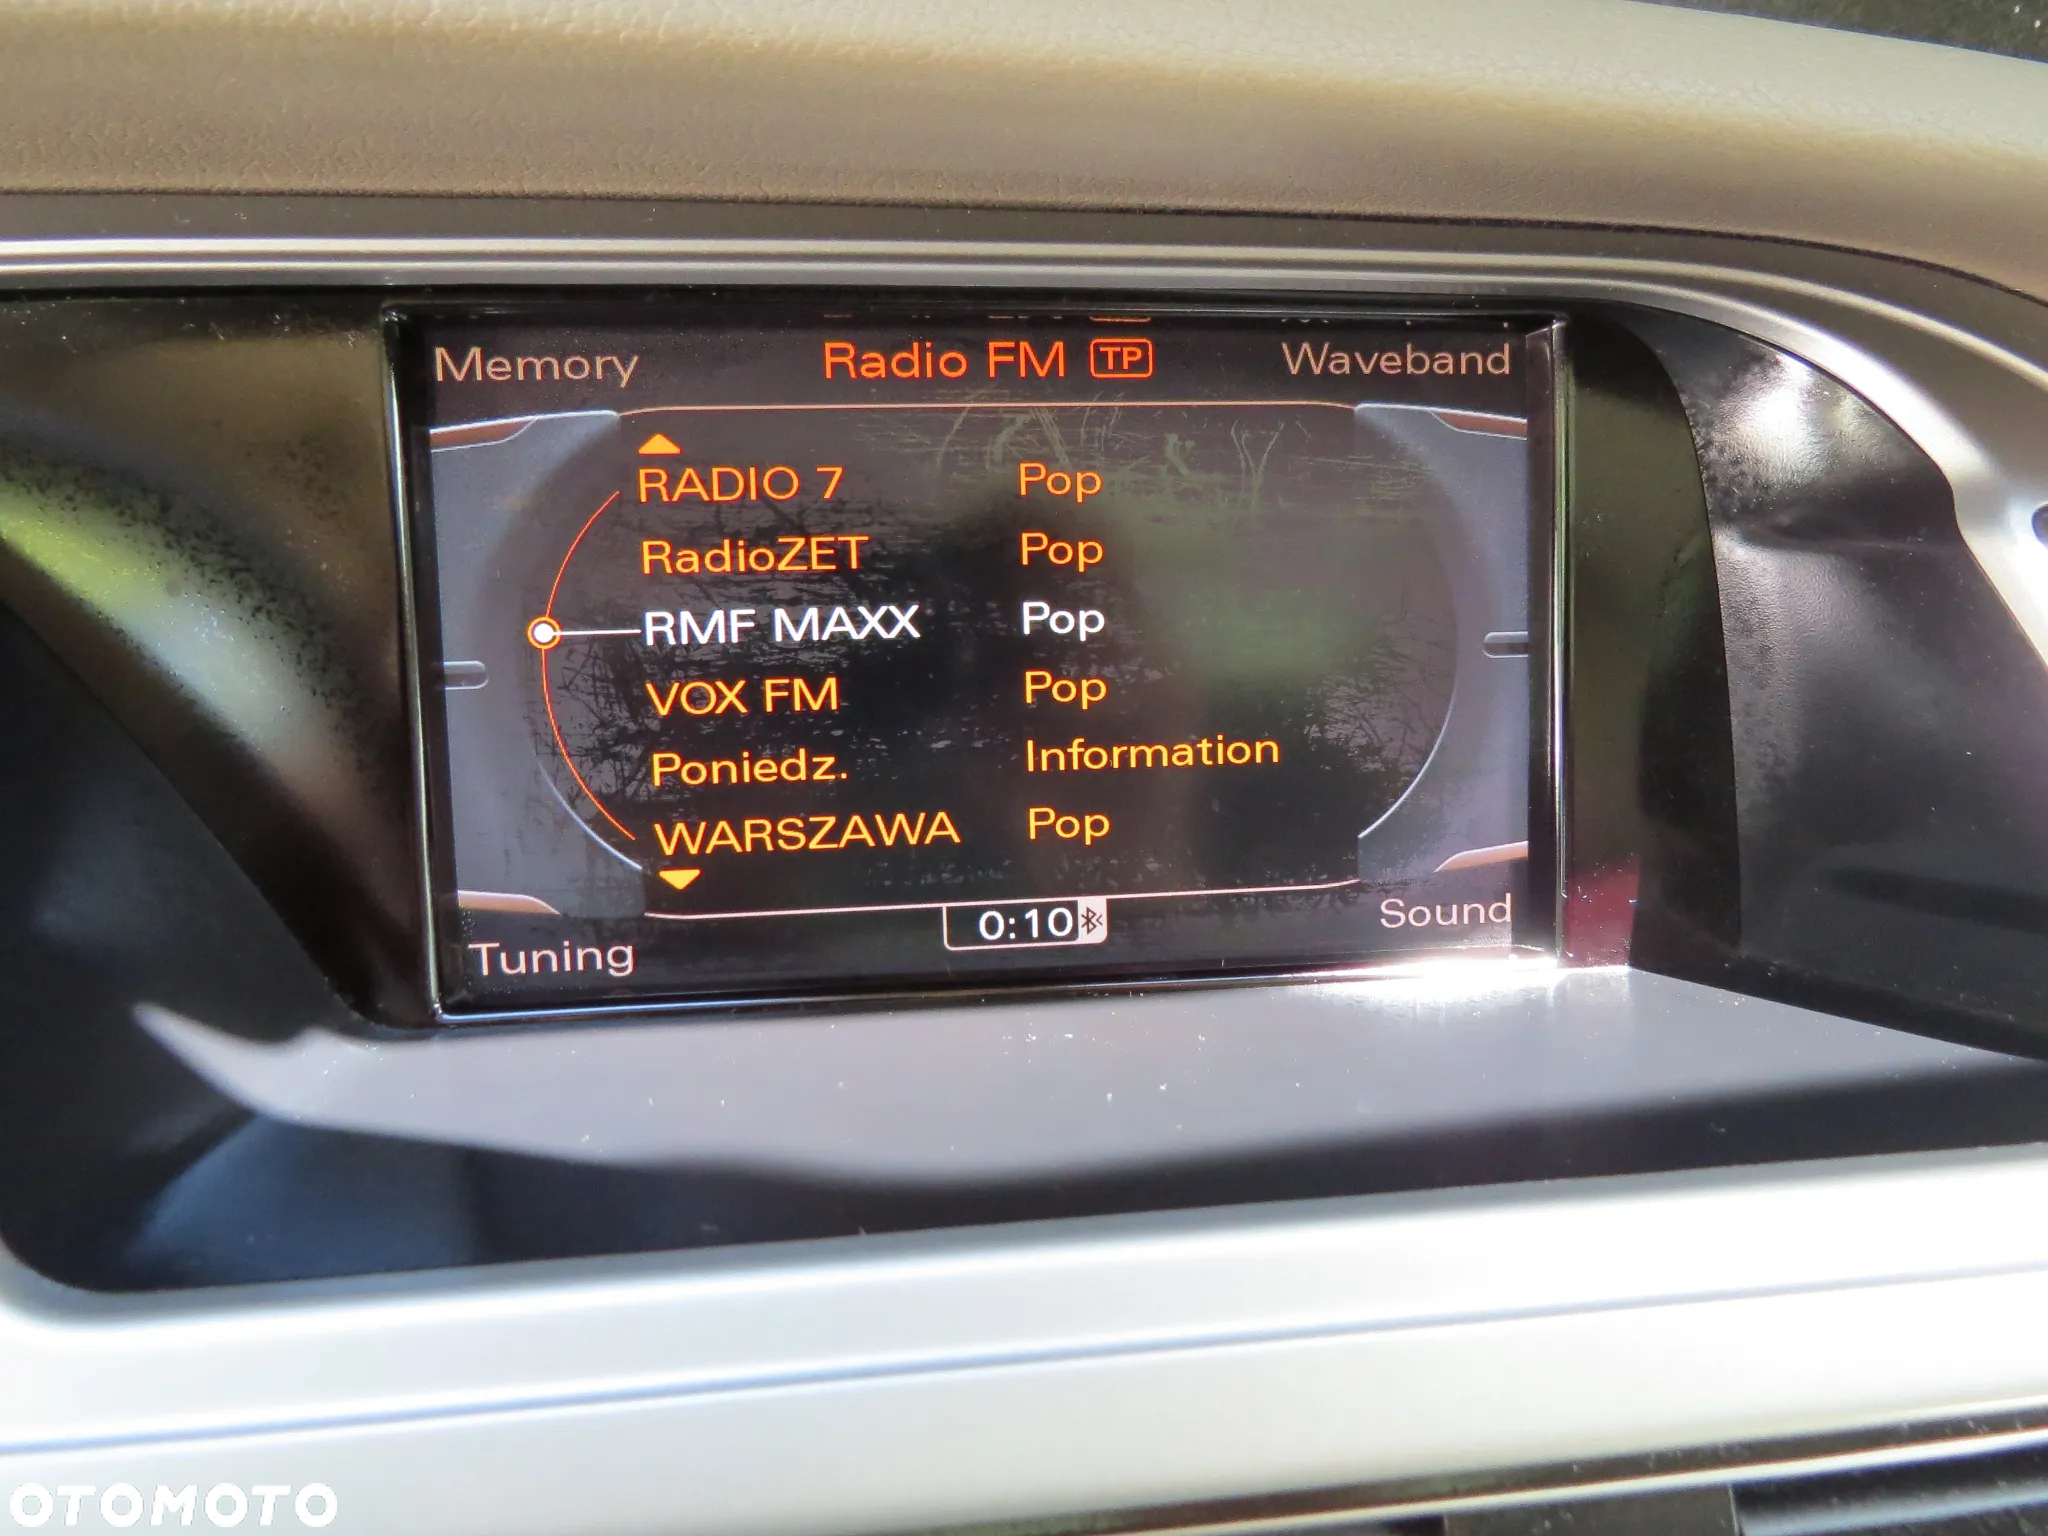 Memory Radio FM TP Waveband
RADIO 7 Pop
RadioZET Pop
RMF MAXX Pop
VOX FM Pop
Poniedz. Information
WARSZAWA Pop
Tuning 0:10 Sound
OTOMOTO